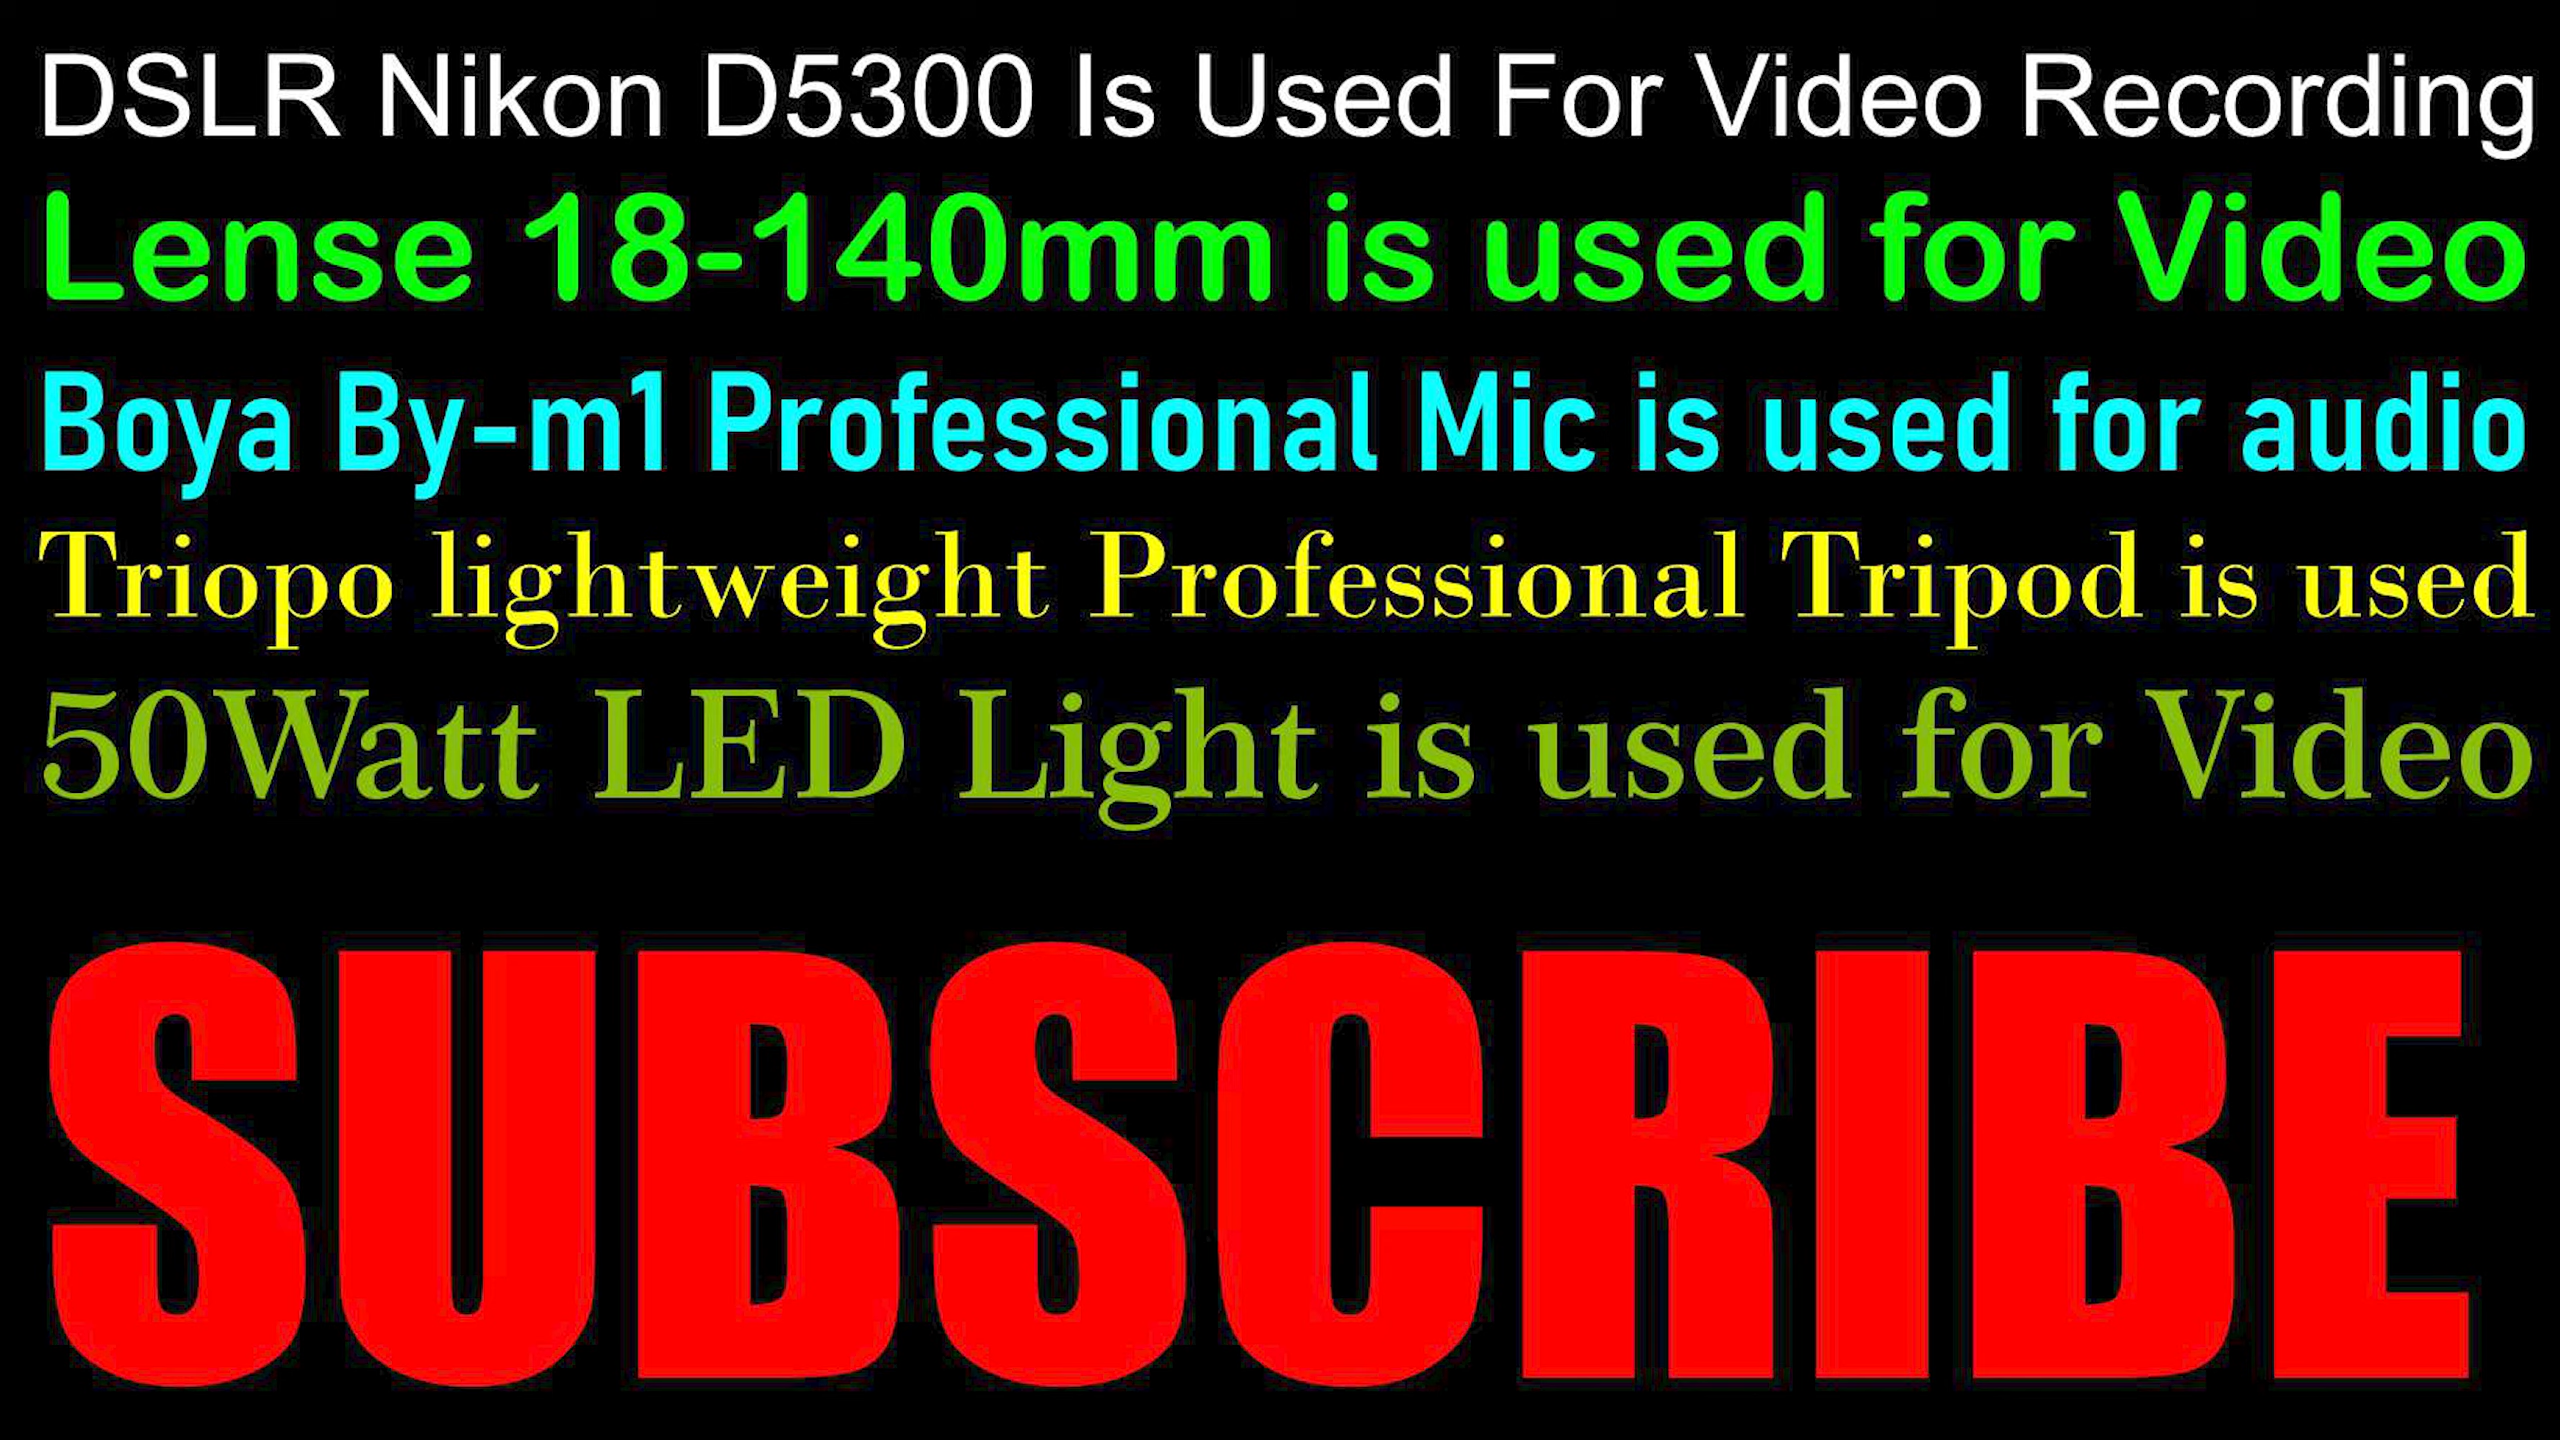 DSLR Nikon D5300 Is Used For Video Recording
Lense 18-140mm is used for Video
Boya By-m1 Professional Mic is used for audio
Triopo lightweight Professional Tripod is used
50Watt LED Light is used for Video
SUBSCRIBE